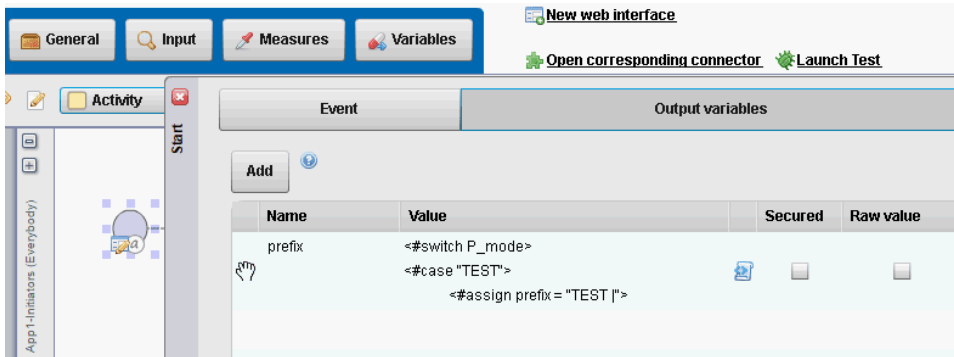 New web interface
General Input Measures Variables
Open corresponding connector Launch Test
Activity
Start
Event Output variables
Add
Name Value Secured Raw value
prefix <#switch P_mode>
<#case "TEST">
<#assign prefix = "TEST |">
App1-Initiators (Everybody)
a